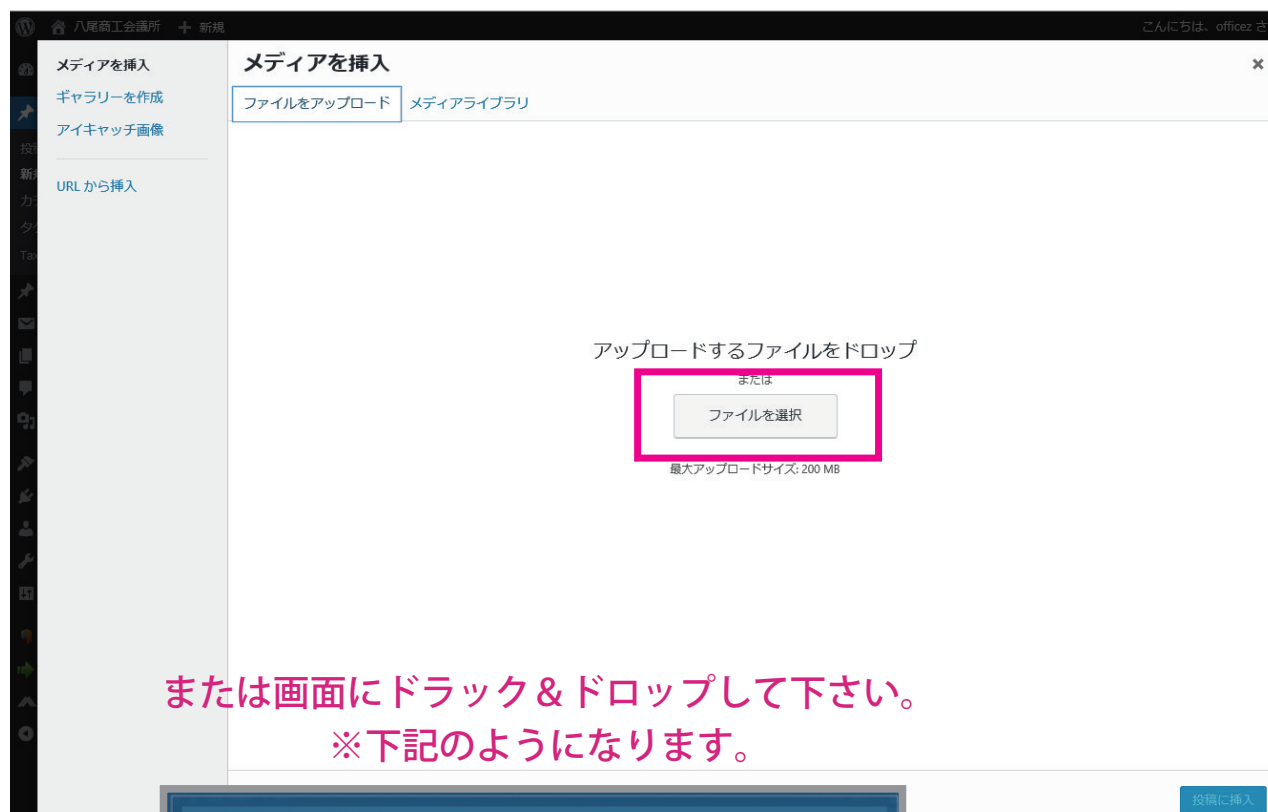 八尾商工会議所 + 新規
こんにちは、officez さ
メディアを挿入
ギャラリーを作成
アイキャッチ画像
URL から挿入
メディアを挿入
×
ファイルをアップロード メディアライブラリ
投
新
カ
タ
Ta
アップロードするファイルをドロップ
または
ファイルを選択
最大アップロードサイズ: 200 MB
または画面にドラック＆ドロップして下さい。
※下記のようになります。
投稿に挿入